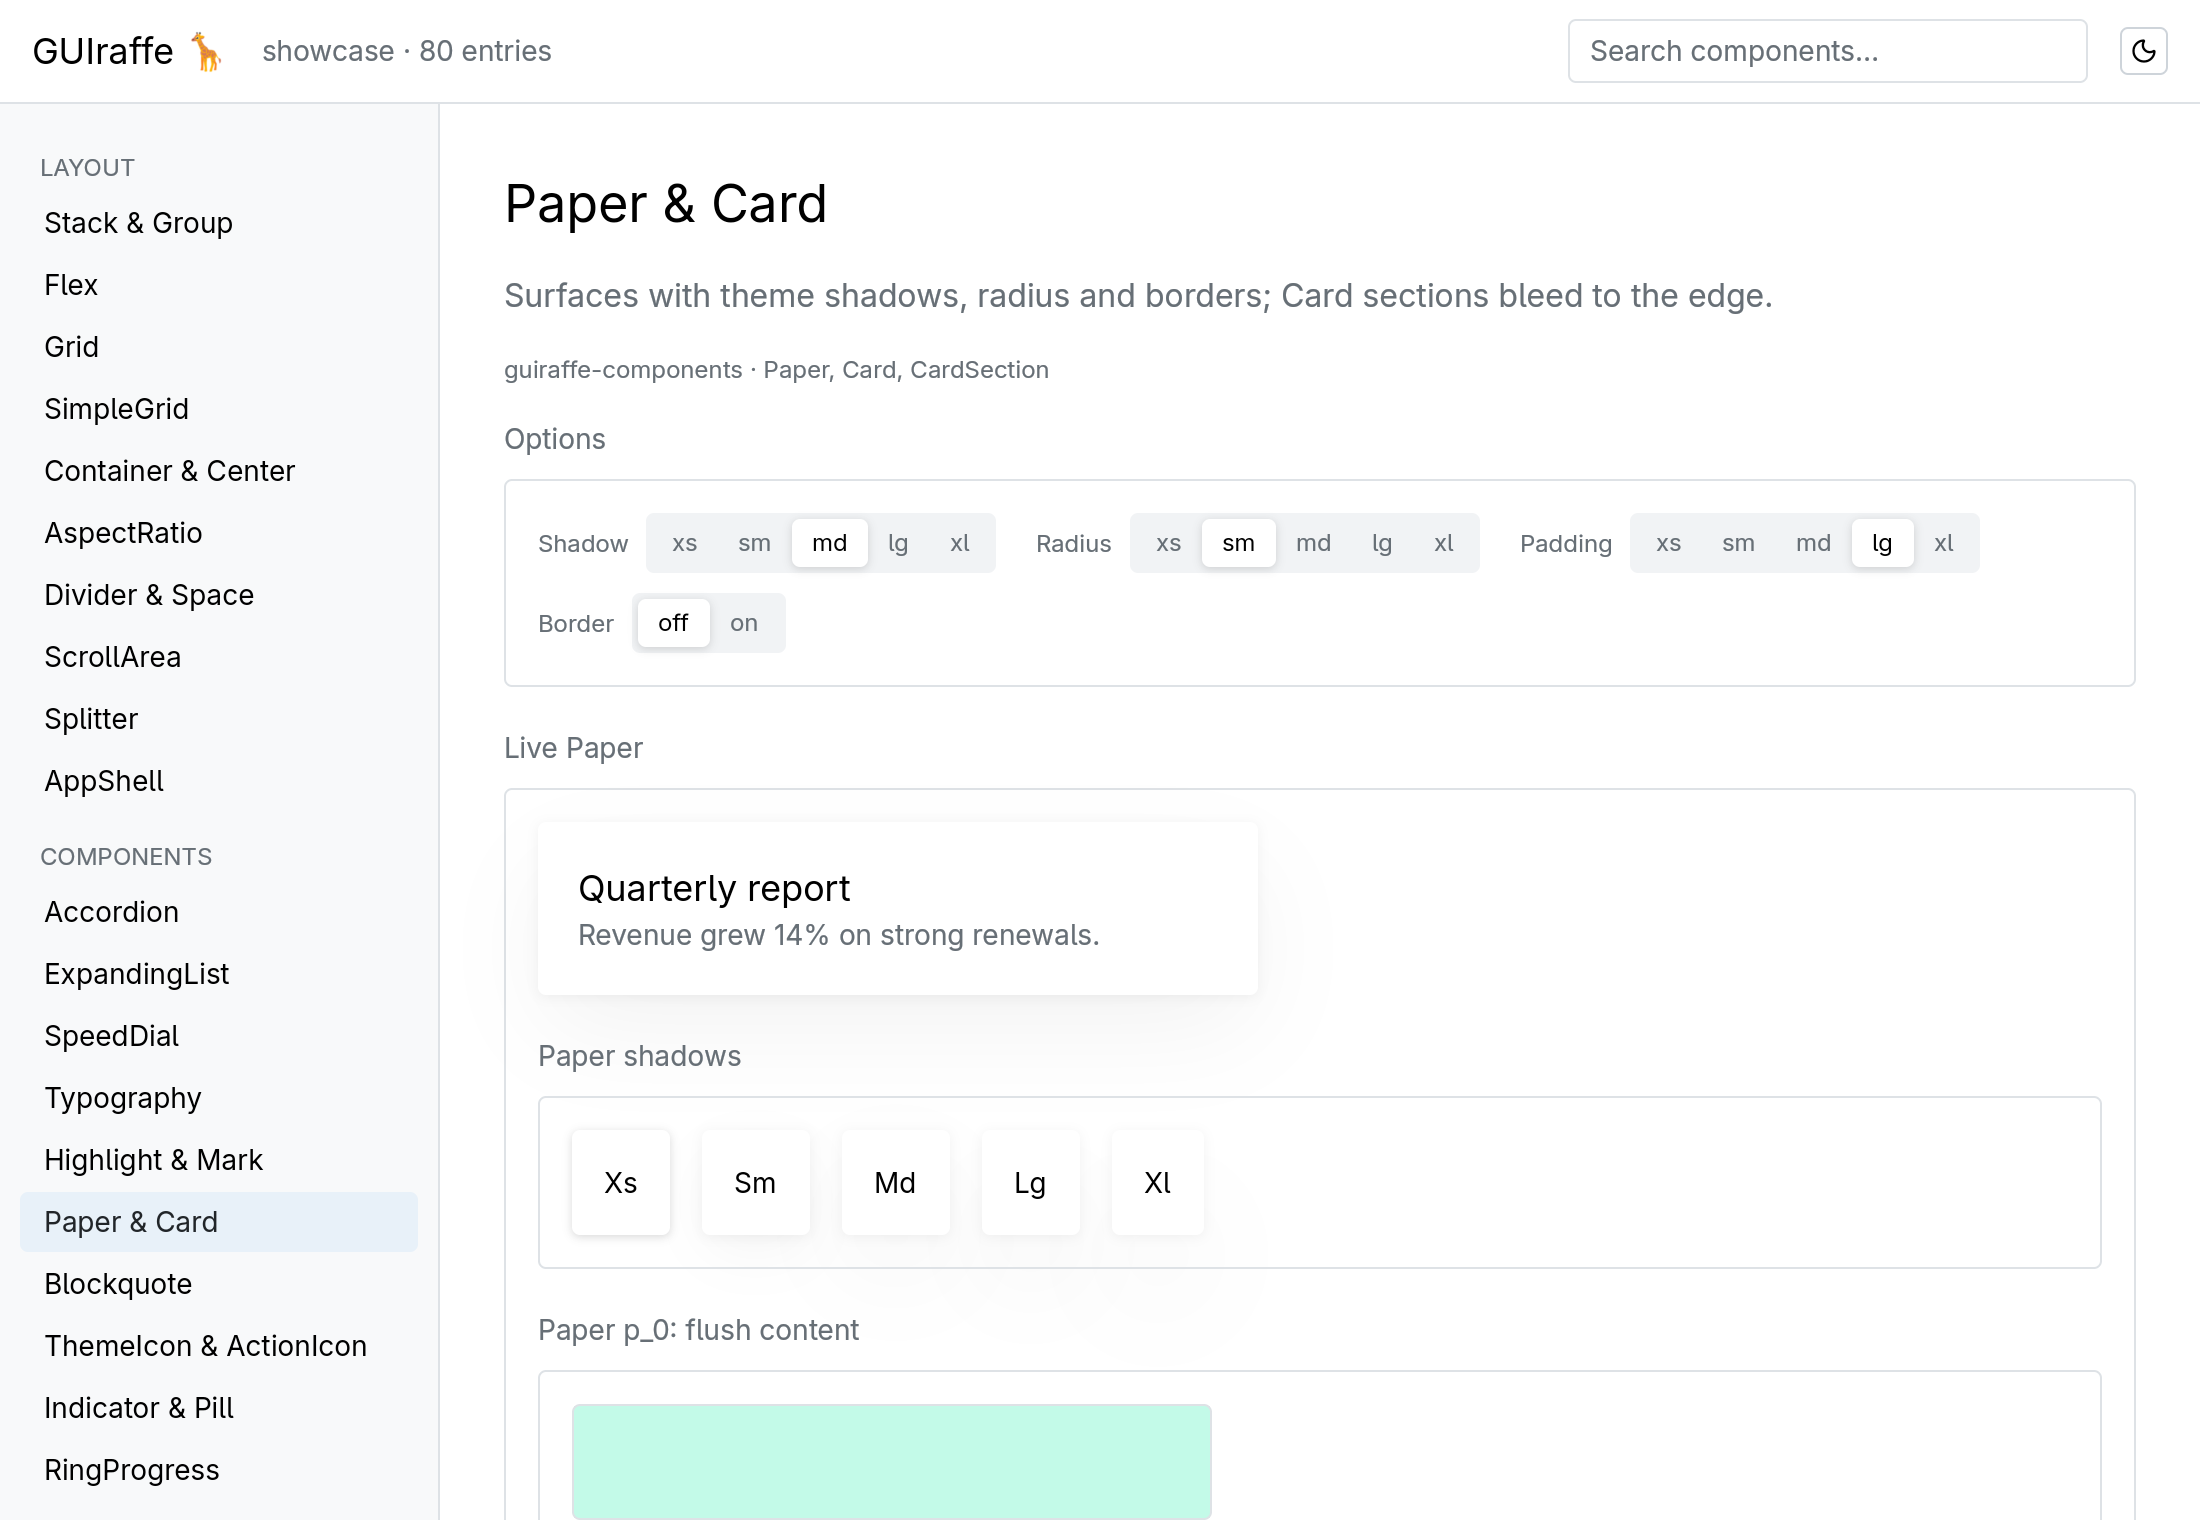 GUIraffe 🦒 showcase · 80 entries
Search components...
LAYOUT
Stack & Group
Flex
Grid
SimpleGrid
Container & Center
AspectRatio
Divider & Space
ScrollArea
Splitter
AppShell
COMPONENTS
Accordion
ExpandingList
SpeedDial
Typography
Highlight & Mark
Paper & Card
Blockquote
ThemeIcon & ActionIcon
Indicator & Pill
RingProgress
Paper & Card
Surfaces with theme shadows, radius and borders; Card sections bleed to the edge.
guiraffe-components · Paper, Card, CardSection
Options
Shadow xs sm md lg xl Radius xs sm md lg xl Padding xs sm md lg xl
Border off on
Live Paper
Quarterly report
Revenue grew 14% on strong renewals.
Paper shadows
Xs Sm Md Lg Xl
Paper p_0: flush content